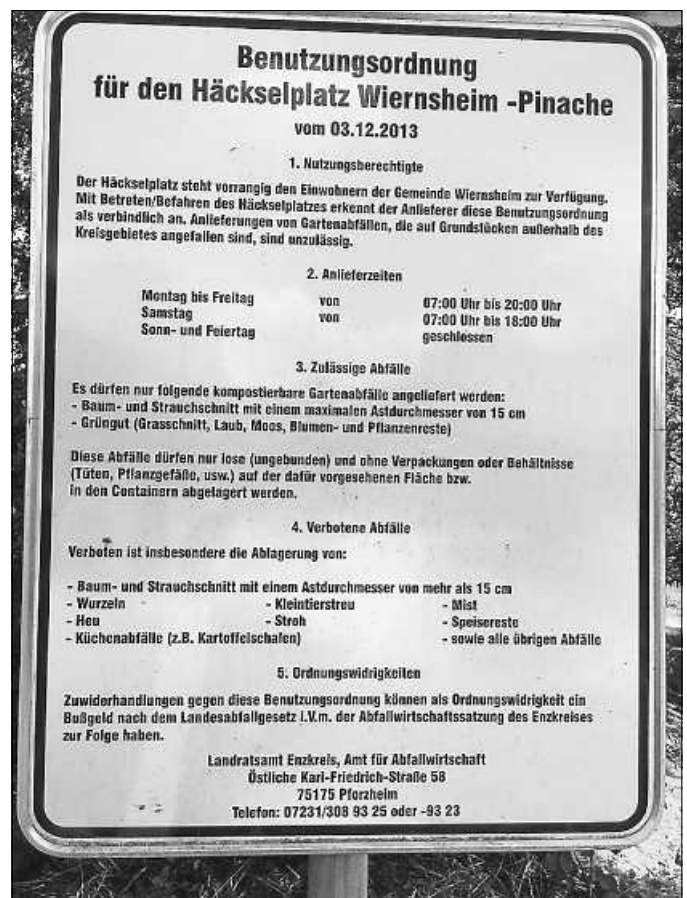 Benutzungsordnung
für den Häckselplatz Wiernsheim -Pinache
vom 03.12.2013
1. Nutzungsberechtigte
Der Häckselplatz steht vorrangig den Einwohnern der Gemeinde Wiernsheim zur Verfügung.
Mit Betreten/Befahren des Häckselplatzes erkennt der Anlieferer diese Benutzungsordnung
als verbindlich an. Anlieferungen von Gartenabfällen, die auf Grundstücken außerhalb des
Kreisgebietes angefallen sind, sind unzulässig.
2. Anlieferzeiten
Montag bis Freitag von 07:00 Uhr bis 20:00 Uhr
Samstag von 07:00 Uhr bis 18:00 Uhr
Sonn- und Feiertag geschlossen
3. Zulässige Abfälle
Es dürfen nur folgende kompostierbare Gartenabfälle angeliefert werden:
- Baum- und Strauchschnitt mit einem maximalen Astdurchmesser von 15 cm
- Grüngut (Grasschnitt, Laub, Moos, Blumen- und Pflanzenreste)
Diese Abfälle dürfen nur lose (ungebunden) und ohne Verpackungen oder Behältnisse
(Tüten, Pflanzgefäße, usw.) auf der dafür vorgesehenen Fläche bzw.
in den Containern abgelagert werden.
4. Verbotene Abfälle
Verboten ist insbesondere die Ablagerung von:
- Baum- und Strauchschnitt mit einem Astdurchmesser von mehr als 15 cm
- Wurzeln - Kleintierstreu - Mist
- Heu - Stroh - Speisereste
- Küchenabfälle (z.B. Kartoffelschalen) - sowie alle übrigen Abfälle
5. Ordnungswidrigkeiten
Zuwiderhandlungen gegen diese Benutzungsordnung können als Ordnungswidrigkeit ein
Bußgeld nach dem Landesabfallgesetz i.V.m. der Abfallwirtschaftssatzung des Enzkreises
zur Folge haben.
Landratsamt Enzkreis, Amt für Abfallwirtschaft
Östliche Karl-Friedrich-Straße 58
75175 Pforzheim
Telefon: 07231/308 93 25 oder -93 23